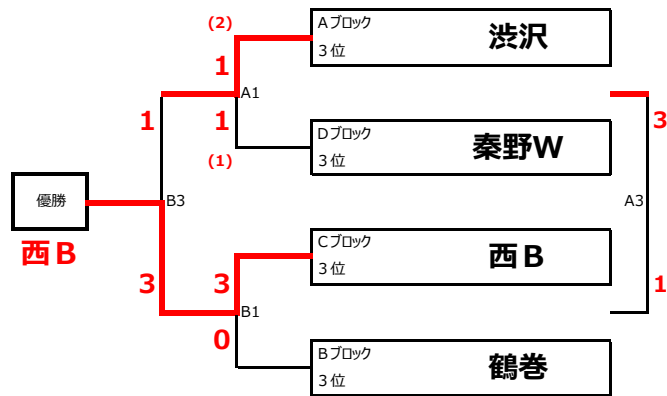 (2)
Aブロック
3位
渋沢
1
A1
1
1
3
(1)
Dブロック
3位
秦野W
優勝
B3
A3
西B
Cブロック
3位
西B
3
3
1
B1
0
Bブロック
3位
鶴巻